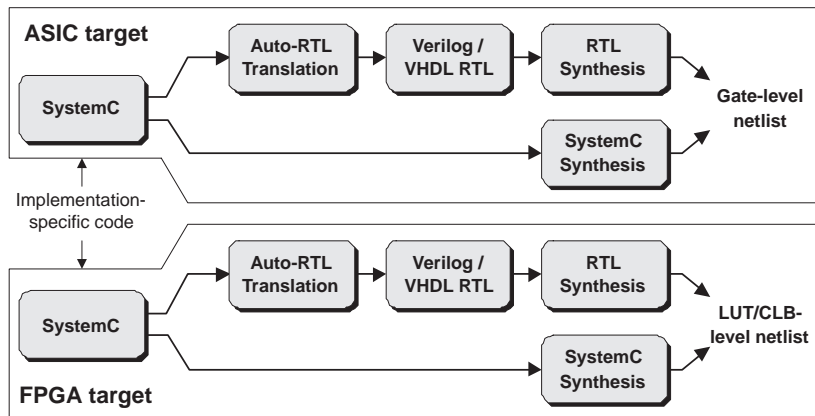 ASIC target
SystemC
Auto-RTL
Translation
Verilog /
VHDL RTL
RTL
Synthesis
SystemC
Synthesis
Gate-level
netlist
Implementation-
specific code
SystemC
Auto-RTL
Translation
Verilog /
VHDL RTL
RTL
Synthesis
SystemC
Synthesis
LUT/CLB-
level netlist
FPGA target